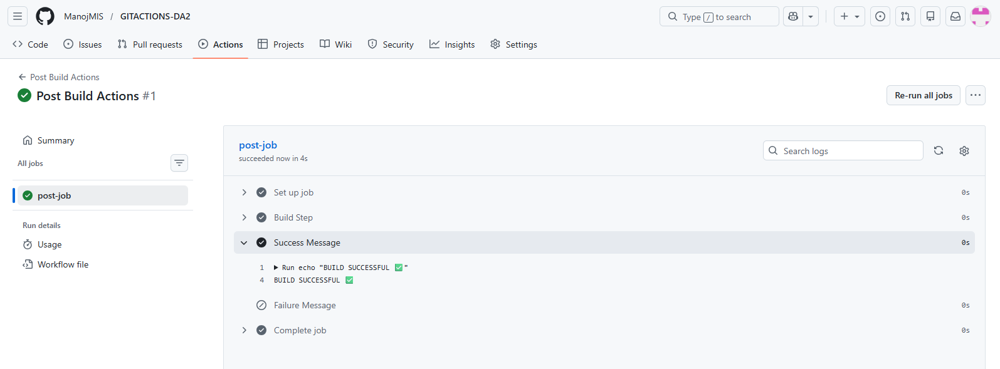 ManojMIS / GITACTIONS-DA2
Type / to search
Code
Issues
Pull requests
Actions
Projects
Wiki
Security
Insights
Settings
← Post Build Actions
Post Build Actions #1
Re-run all jobs
Summary
All jobs
post-job
Run details
Usage
Workflow file
post-job
succeeded now in 4s
Search logs
Set up job 0s
Build Step 0s
Success Message 0s
1 ▶ Run echo "BUILD SUCCESSFUL ✅"
4 BUILD SUCCESSFUL ✅
Failure Message 0s
Complete job 0s